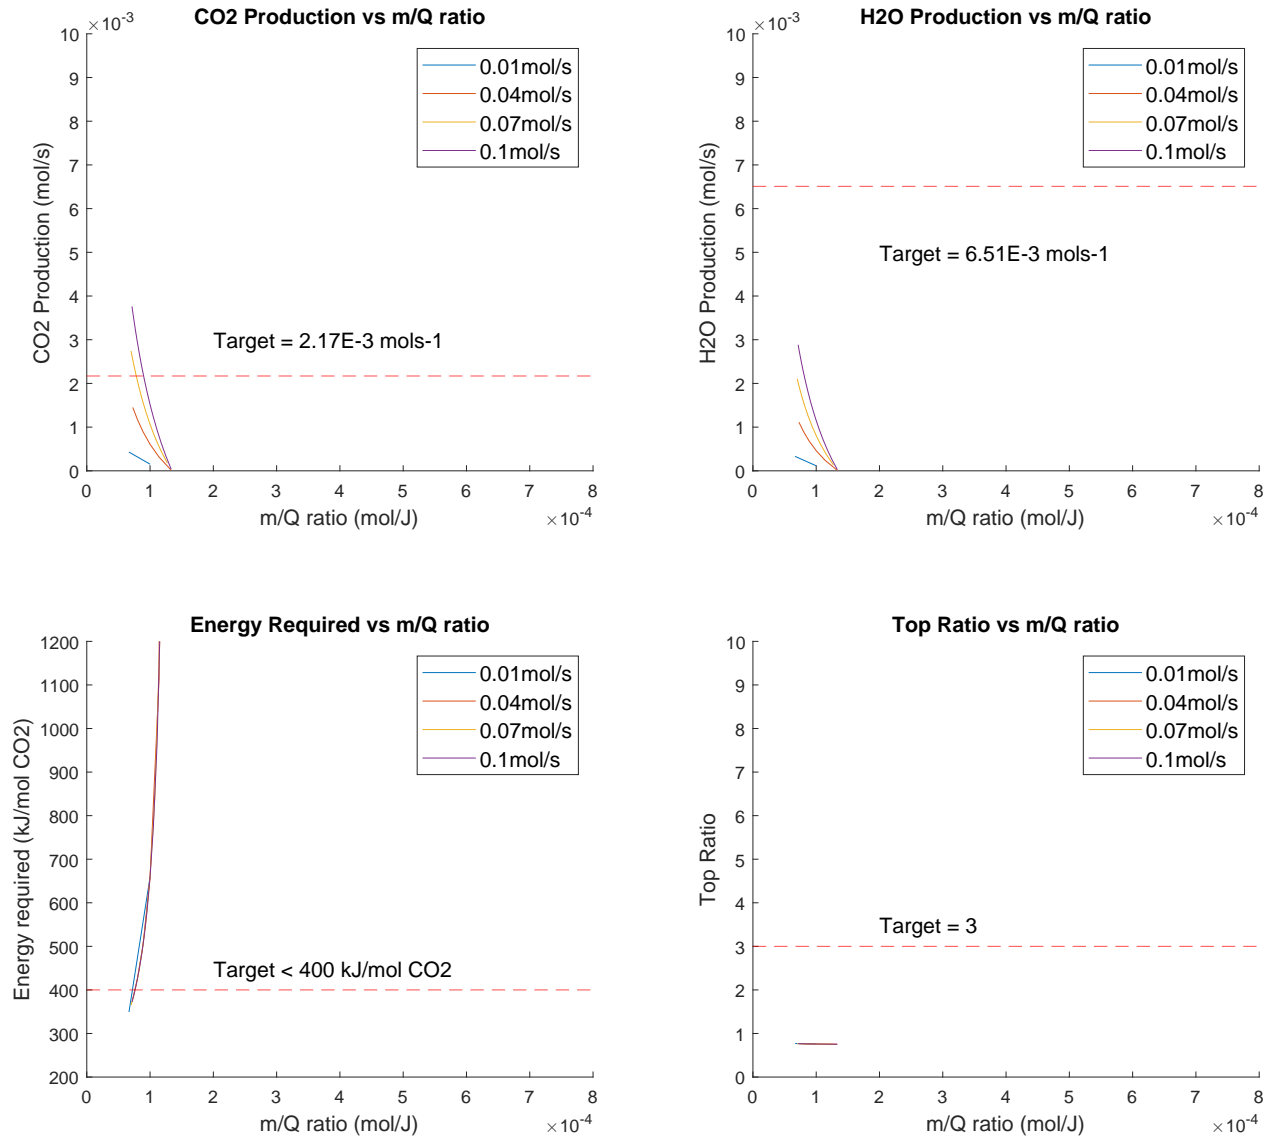 CO2 Production vs m/Q ratio
×10-3
10
9
8
7
6
5
4
3
2
1
0
CO2 Production (mol/s)
0.01mol/s
0.04mol/s
0.07mol/s
0.1mol/s
Target = 2.17E-3 mols-1
0 1 2 3 4 5 6 7 8
m/Q ratio (mol/J)
×10-4
H2O Production vs m/Q ratio
×10-3
10
9
8
7
6
5
4
3
2
1
0
H2O Production (mol/s)
0.01mol/s
0.04mol/s
0.07mol/s
0.1mol/s
Target = 6.51E-3 mols-1
0 1 2 3 4 5 6 7 8
m/Q ratio (mol/J)
×10-4
Energy Required vs m/Q ratio
1200
1100
1000
900
800
700
600
500
400
300
200
Energy required (kJ/mol CO2)
0.01mol/s
0.04mol/s
0.07mol/s
0.1mol/s
Target < 400 kJ/mol CO2
0 1 2 3 4 5 6 7 8
m/Q ratio (mol/J)
×10-4
Top Ratio vs m/Q ratio
10
9
8
7
6
5
4
3
2
1
0
Top Ratio
0.01mol/s
0.04mol/s
0.07mol/s
0.1mol/s
Target = 3
0 1 2 3 4 5 6 7 8
m/Q ratio (mol/J)
×10-4